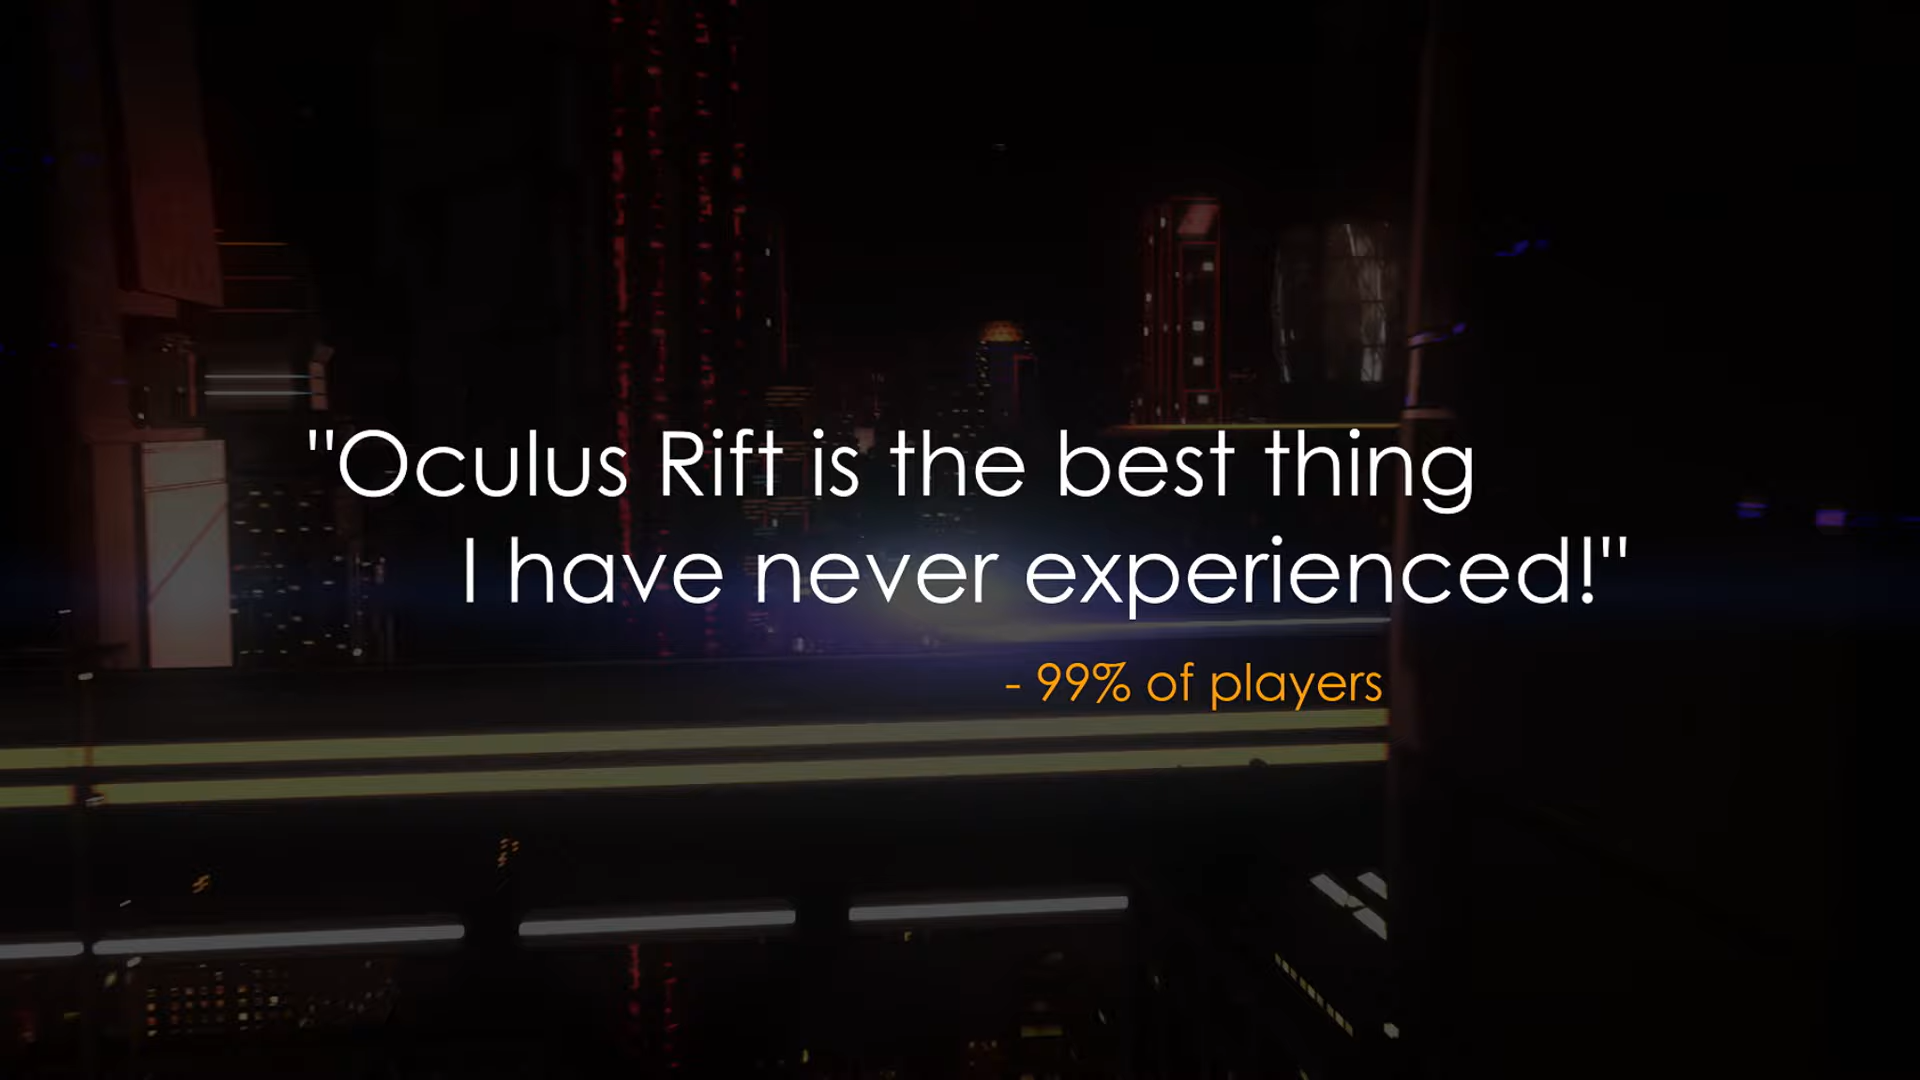 "Oculus Rift is the best thing
I have never experienced!"
- 99% of players